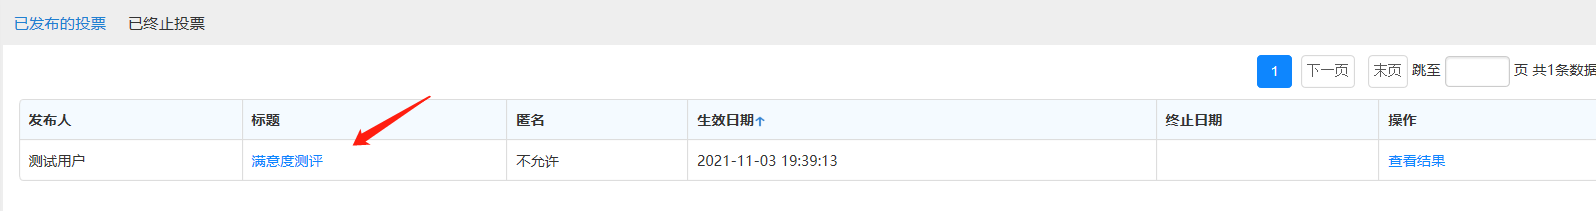 已发布的投票 已终止投票
1 下一页 末页 跳至 页 共1条数据
发布人 标题 匿名 生效日期↑ 终止日期 操作
测试用户 满意度测评 不允许 2021-11-03 19:39:13 查看结果